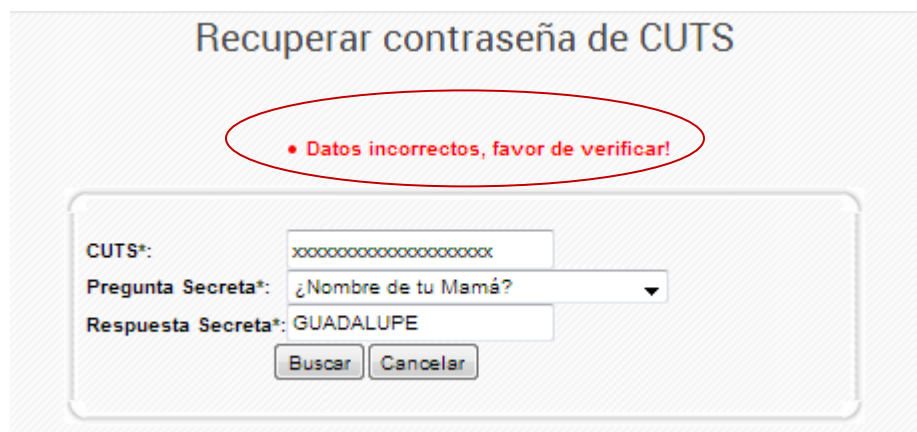 Recuperar contraseña de CUTS
• Datos incorrectos, favor de verificar!
CUTS*: xxxxxxxxxxxxxxxxxxxx
Pregunta Secreta*: ¿Nombre de tu Mamá?
Respuesta Secreta*: GUADALUPE
Buscar Cancelar